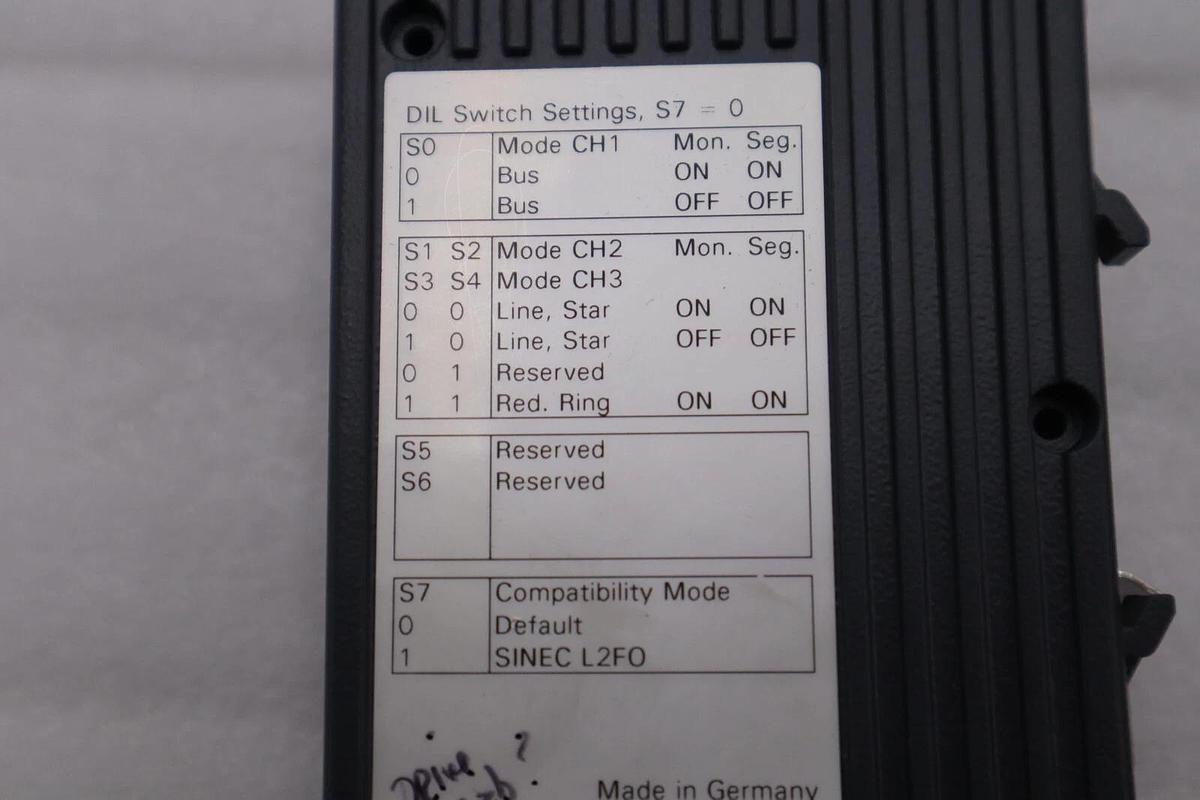 DIL Switch Settings, S7 = 0
S0 Mode CH1 Mon. Seg.
0 Bus ON ON
1 Bus OFF OFF
S1 S2 Mode CH2 Mon. Seg.
S3 S4 Mode CH3
0 0 Line, Star ON ON
1 0 Line, Star OFF OFF
0 1 Reserved
1 1 Red. Ring ON ON
S5 Reserved
S6 Reserved
S7 Compatibility Mode
0 Default
1 SINEC L2FO
DRIVE ?
Made in Germany